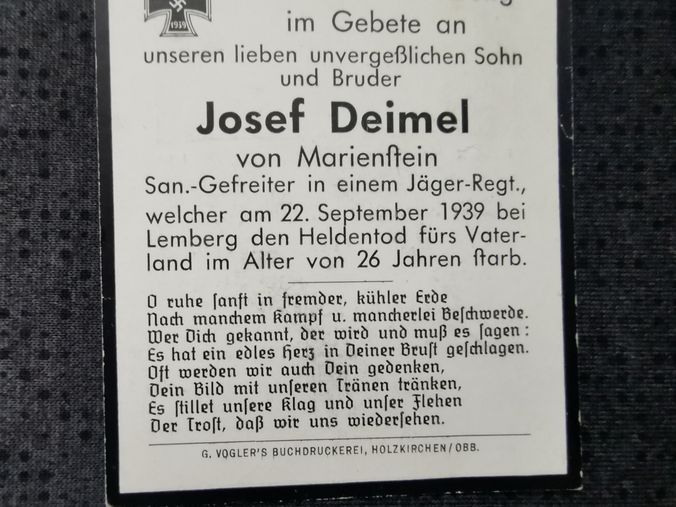 1939
im Gebete an
unseren lieben unvergeßlichen Sohn
und Bruder
Josef Deimel
von Marienſtein
San.-Gefreiter in einem Jäger-Regt.,
welcher am 22. September 1939 bei
Lemberg den Heldentod fürs Vater-
land im Alter von 26 Jahren ſtarb.
O ruhe ſanft in fremder, kühler Erde
Nach manchem Kampf u. mancherlei Beſchwerde.
Wer Dich gekannt, der wird und muß es ſagen:
Es hat ein edles Herz in Deiner Bruſt geſchlagen.
Oft werden wir auch Dein gedenken,
Dein Bild mit unſeren Tränen tränken,
Es ſtillet unſere Klag und unſer Flehen
Der Troſt, daß wir uns wiederſehen.
G. VOGLER'S BUCHDRUCKEREI, HOLZKIRCHEN/OBB.